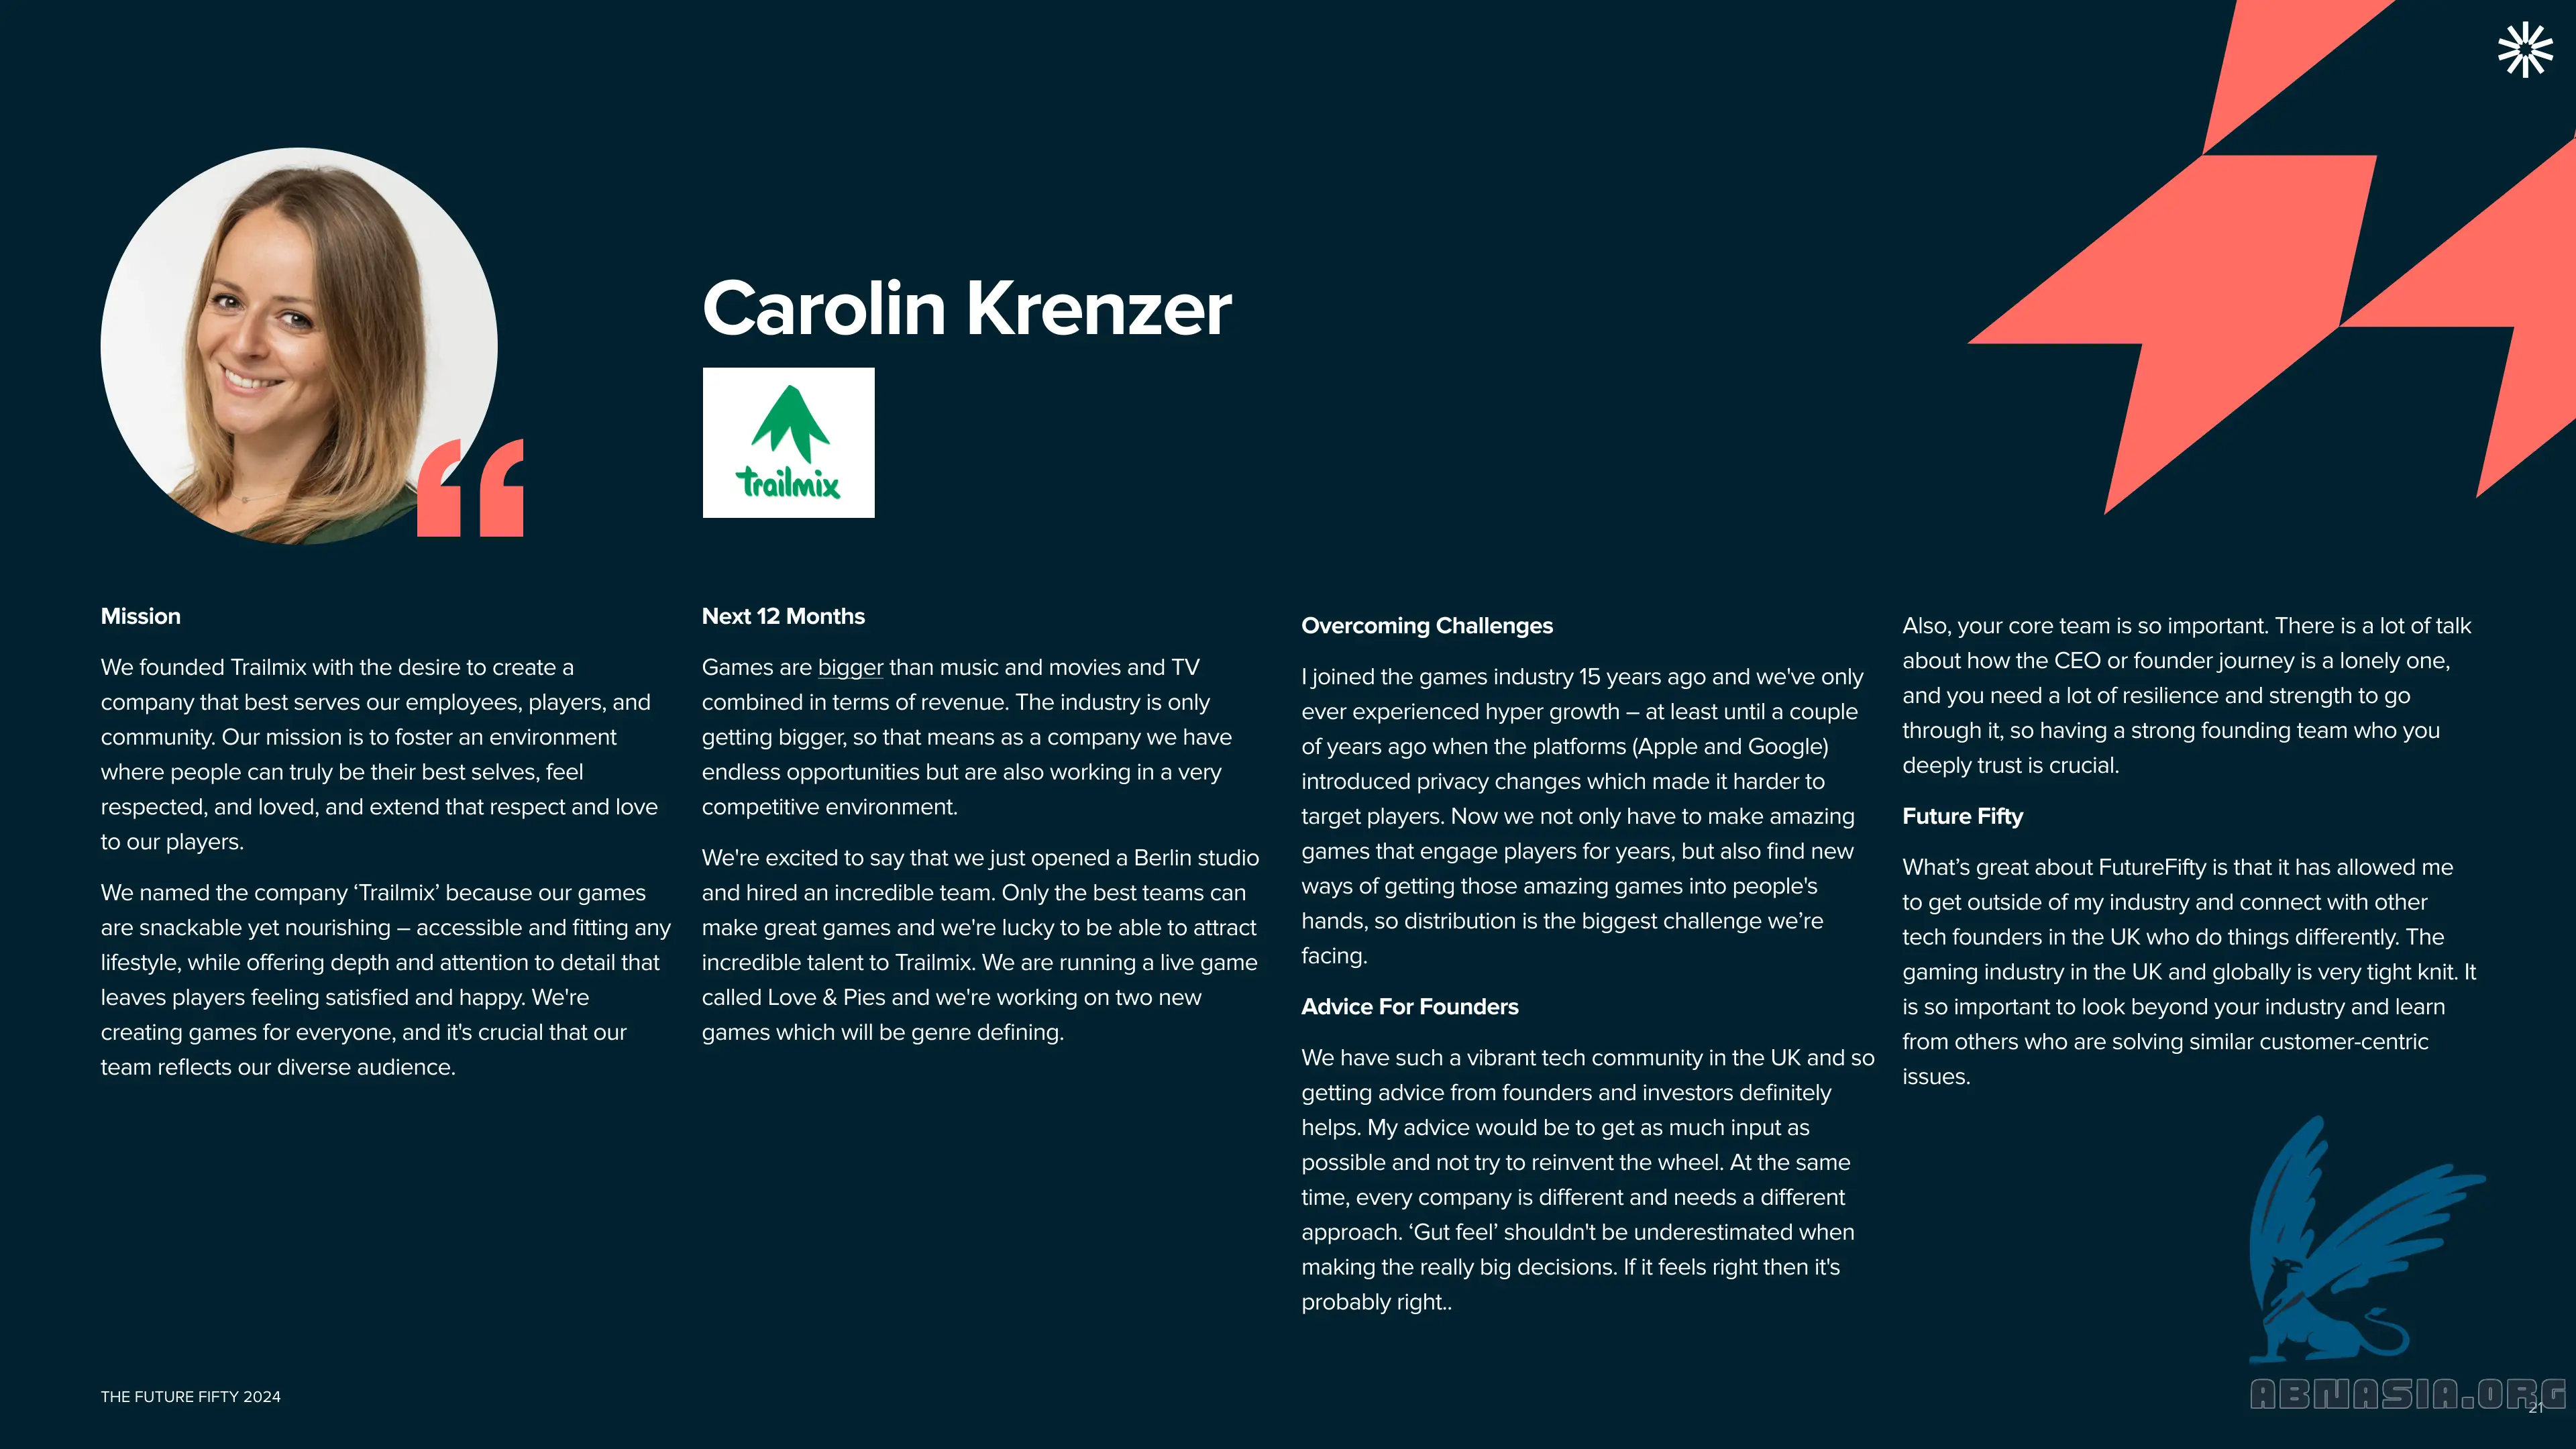 Carolin Krenzer
trailmix
Mission
We founded Trailmix with the desire to create a
company that best serves our employees, players, and
community. Our mission is to foster an environment
where people can truly be their best selves, feel
respected, and loved, and extend that respect and love
to our players.
We named the company ‘Trailmix’ because our games
are snackable yet nourishing – accessible and fitting any
lifestyle, while offering depth and attention to detail that
leaves players feeling satisfied and happy. We're
creating games for everyone, and it's crucial that our
team reflects our diverse audience.
Next 12 Months
Games are bigger than music and movies and TV
combined in terms of revenue. The industry is only
getting bigger, so that means as a company we have
endless opportunities but are also working in a very
competitive environment.
We're excited to say that we just opened a Berlin studio
and hired an incredible team. Only the best teams can
make great games and we're lucky to be able to attract
incredible talent to Trailmix. We are running a live game
called Love & Pies and we're working on two new
games which will be genre defining.
Overcoming Challenges
I joined the games industry 15 years ago and we've only
ever experienced hyper growth – at least until a couple
of years ago when the platforms (Apple and Google)
introduced privacy changes which made it harder to
target players. Now we not only have to make amazing
games that engage players for years, but also find new
ways of getting those amazing games into people's
hands, so distribution is the biggest challenge we’re
facing.
Advice For Founders
We have such a vibrant tech community in the UK and so
getting advice from founders and investors definitely
helps. My advice would be to get as much input as
possible and not try to reinvent the wheel. At the same
time, every company is different and needs a different
approach. ‘Gut feel’ shouldn't be underestimated when
making the really big decisions. If it feels right then it's
probably right..
Also, your core team is so important. There is a lot of talk
about how the CEO or founder journey is a lonely one,
and you need a lot of resilience and strength to go
through it, so having a strong founding team who you
deeply trust is crucial.
Future Fifty
What’s great about FutureFifty is that it has allowed me
to get outside of my industry and connect with other
tech founders in the UK who do things differently. The
gaming industry in the UK and globally is very tight knit. It
is so important to look beyond your industry and learn
from others who are solving similar customer-centric
issues.
THE FUTURE FIFTY 2024
ABNASIA.ORG
21